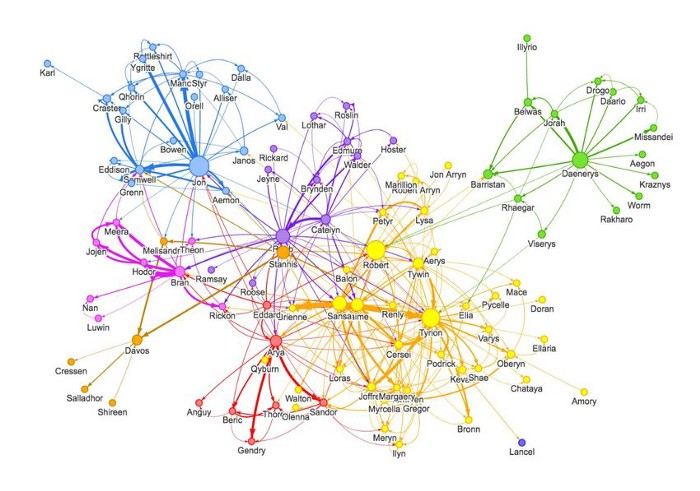 Illyrio
Karl
Rattleshirt
Ygritte
Dalla
Styr
Qhorin
Craster
Orell
Alliser
Gilly
Val
Drogo
Daario
Irri
Belwas
Jorah
Missandei
Roslin
Lothar
Bowen
Janos
Edmure
Hoster
Walder
Rickard
Eddison
Samwell
Jon
Jeyne
Grenn
Aemon
Brynden
Jon Arryn
Marillion
Robert Arryn
Barristan
Daenerys
Aegon
Kraznys
Worm
Rakharo
Rhaegar
Viserys
Petyr
Lysa
Catelyn
Meera
Jojen
Melisandre
Theon
Hodor
Bran
Ramsay
Stannis
Robert
Aerys
Tywin
Balon
Roose
Nan
Luwin
Rickon
Eddard
Brienne
Sansa
Renly
Tyrion
Elia
Pycelle
Mace
Doran
Varys
Ellaria
Davos
Arya
Cersei
Podrick
Oberyn
Shae
Chataya
Amory
Cressen
Salladhor
Shireen
Qyburn
Loras
Margaery
Myrcella
Gregor
Walton
Olenna
Sandor
Anguy
Beric
Gendry
Meryn
Ilyn
Bronn
Lancel